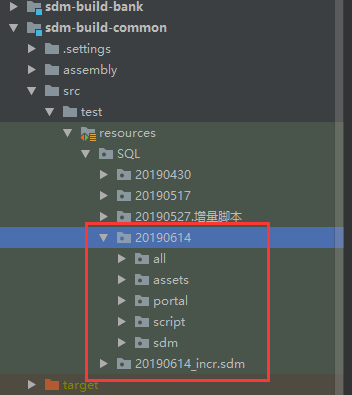 sdm-build-bank
sdm-build-common
.settings
assembly
src
test
resources
SQL
20190430
20190517
20190527.增量脚本
20190614
all
assets
portal
script
sdm
20190614_incr.sdm
target